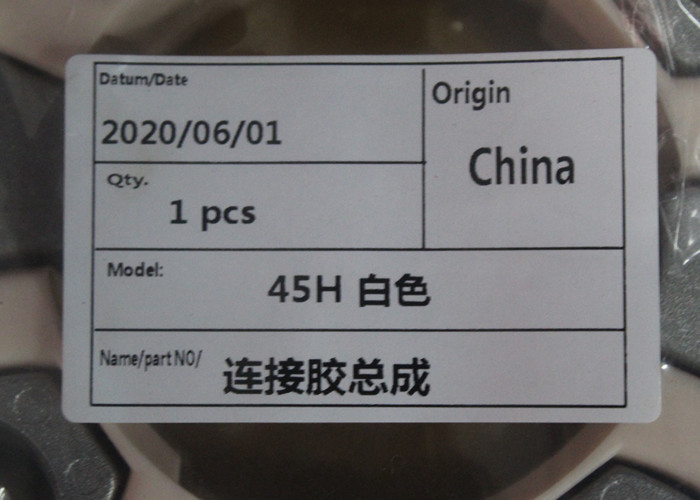 Datum/Date
2020/06/01
Origin
China
Qty.
1 pcs
Model:
45H 白色
Name/part NO/
连接胶总成